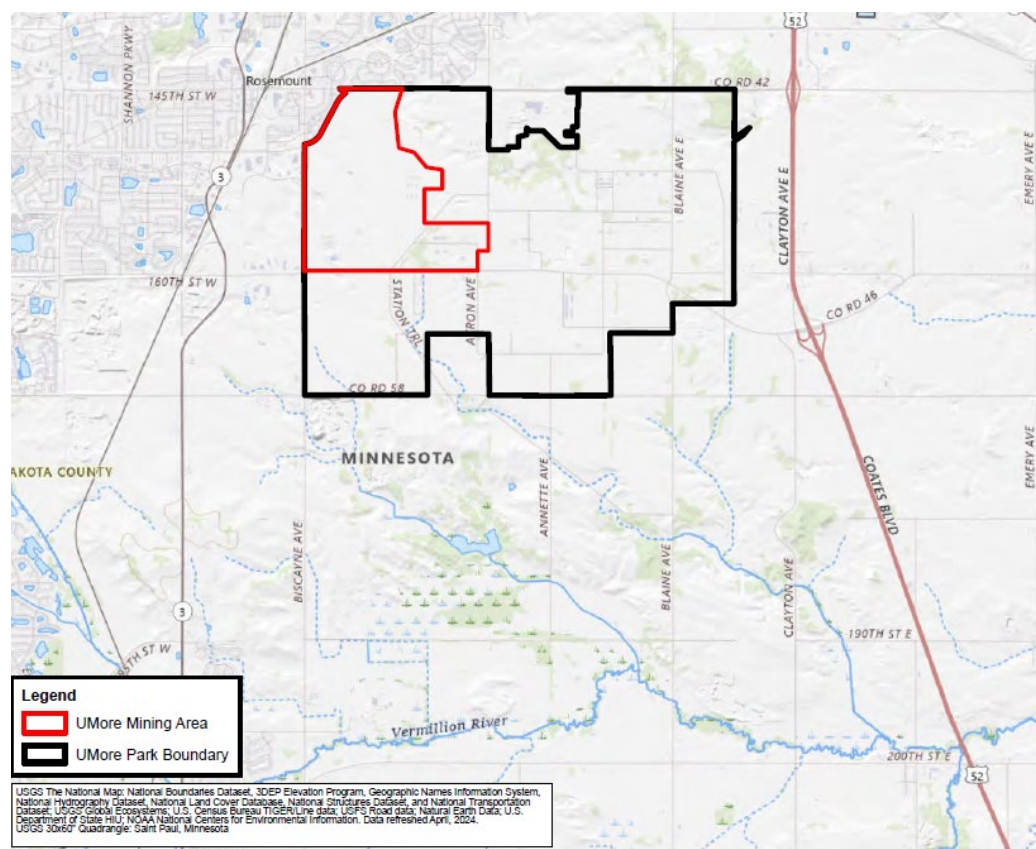 52
SHANNON PKWY
Rosemount
145TH ST W
CO RD 42
3
BLAINE AVE E
CLAYTON AVE E
EMERY AVE E
160TH ST W
STATION TRL
AKRON AVE
CO RD 46
CO RD 58
MINNESOTA
AKOTA COUNTY
COATES BLVD
EMERY AVE
ANNETTE AVE
BISCAYNE AVE
BLAINE AVE
CLAYTON AVE
3
190TH ST E
Vermillion River
200TH ST E
52
Legend
UMore Mining Area
UMore Park Boundary
USGS The National Map: National Boundaries Dataset, 3DEP Elevation Program, Geographic Names Information System,
National Hydrography Dataset, National Land Cover Database, National Structures Dataset, and National Transportation
Dataset; USGS Global Ecosystems; U.S. Census Bureau TIGER/Line data; USFS Road data; Natural Earth Data; U.S.
Department of State HIU; NOAA National Centers for Environmental Information. Data refreshed April, 2024.
USGS 30x60" Quadrangle: Saint Paul, Minnesota